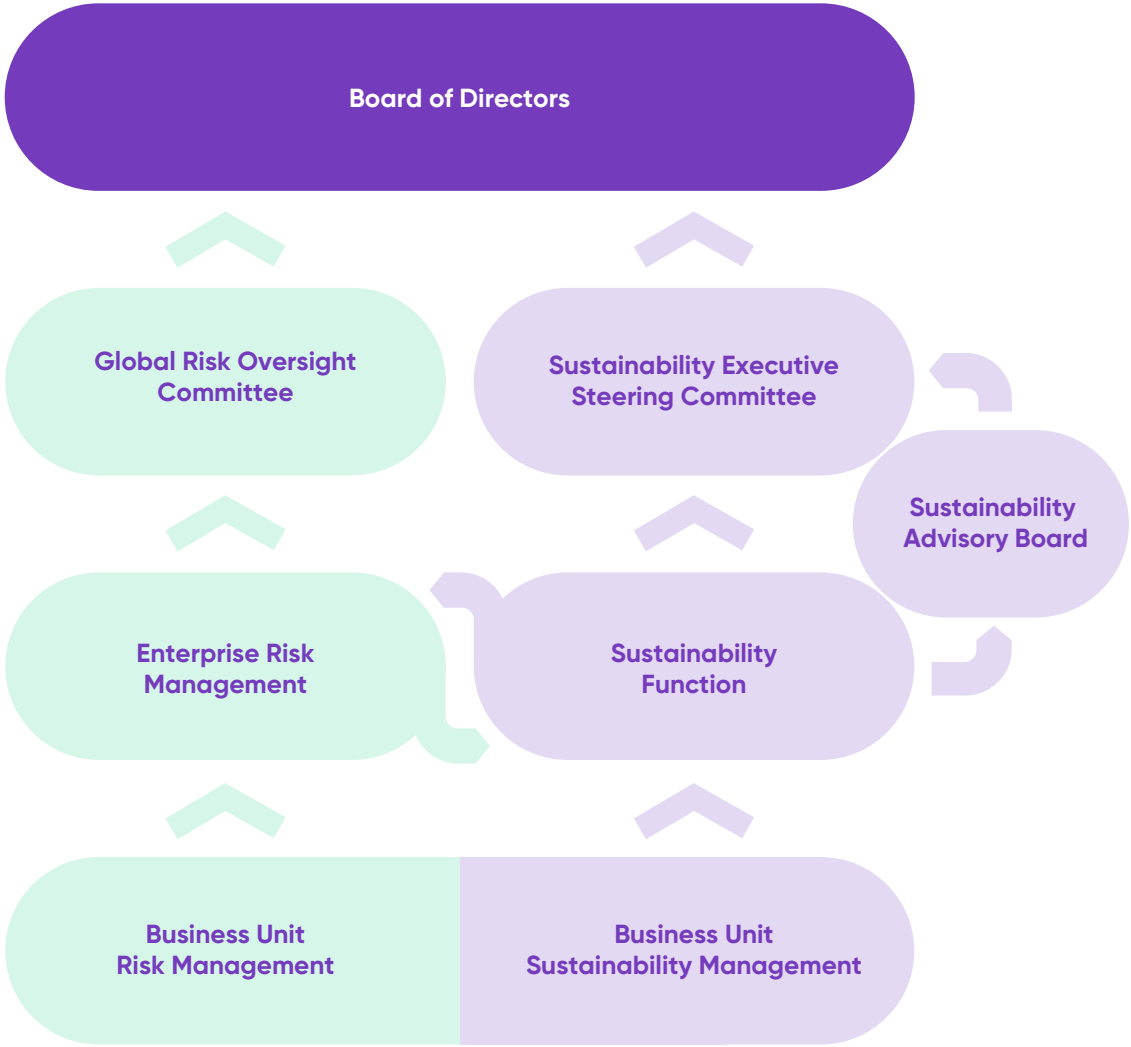 Board of Directors
Global Risk Oversight
Committee
Sustainability Executive
Steering Committee
Sustainability
Advisory Board
Enterprise Risk
Management
Sustainability
Function
Business Unit
Risk Management
Business Unit
Sustainability Management